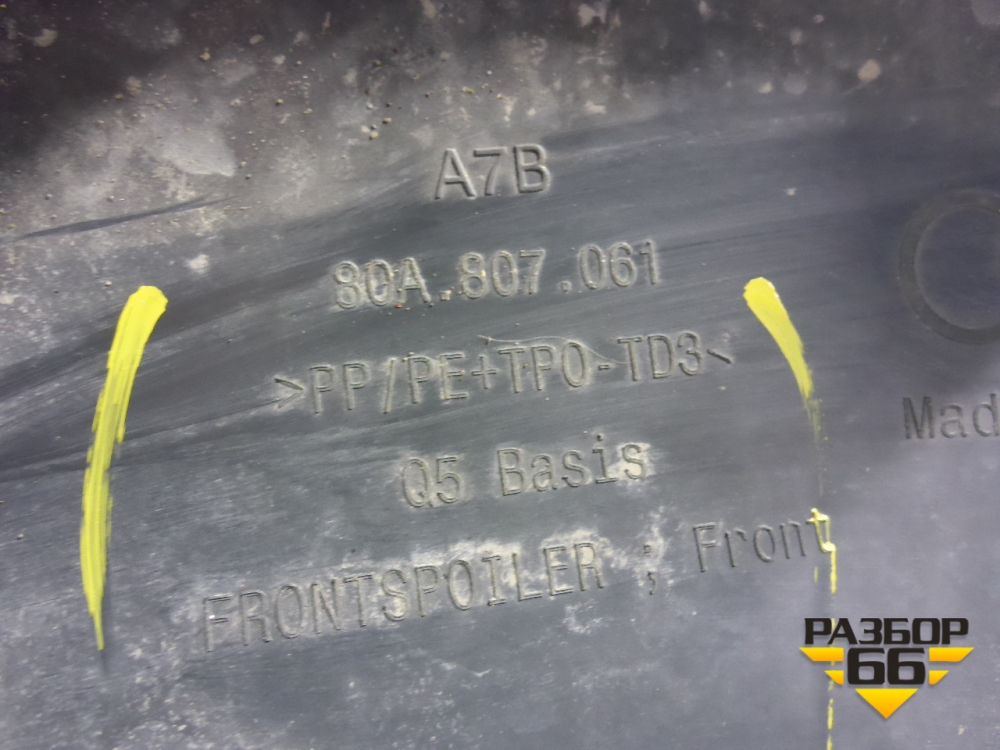 A7B
80A.807.061
>PP/PE+TPO-TD3<
Q5 Basis
FRONTSPOILER ; Front
Mad
РАЗБОР
66